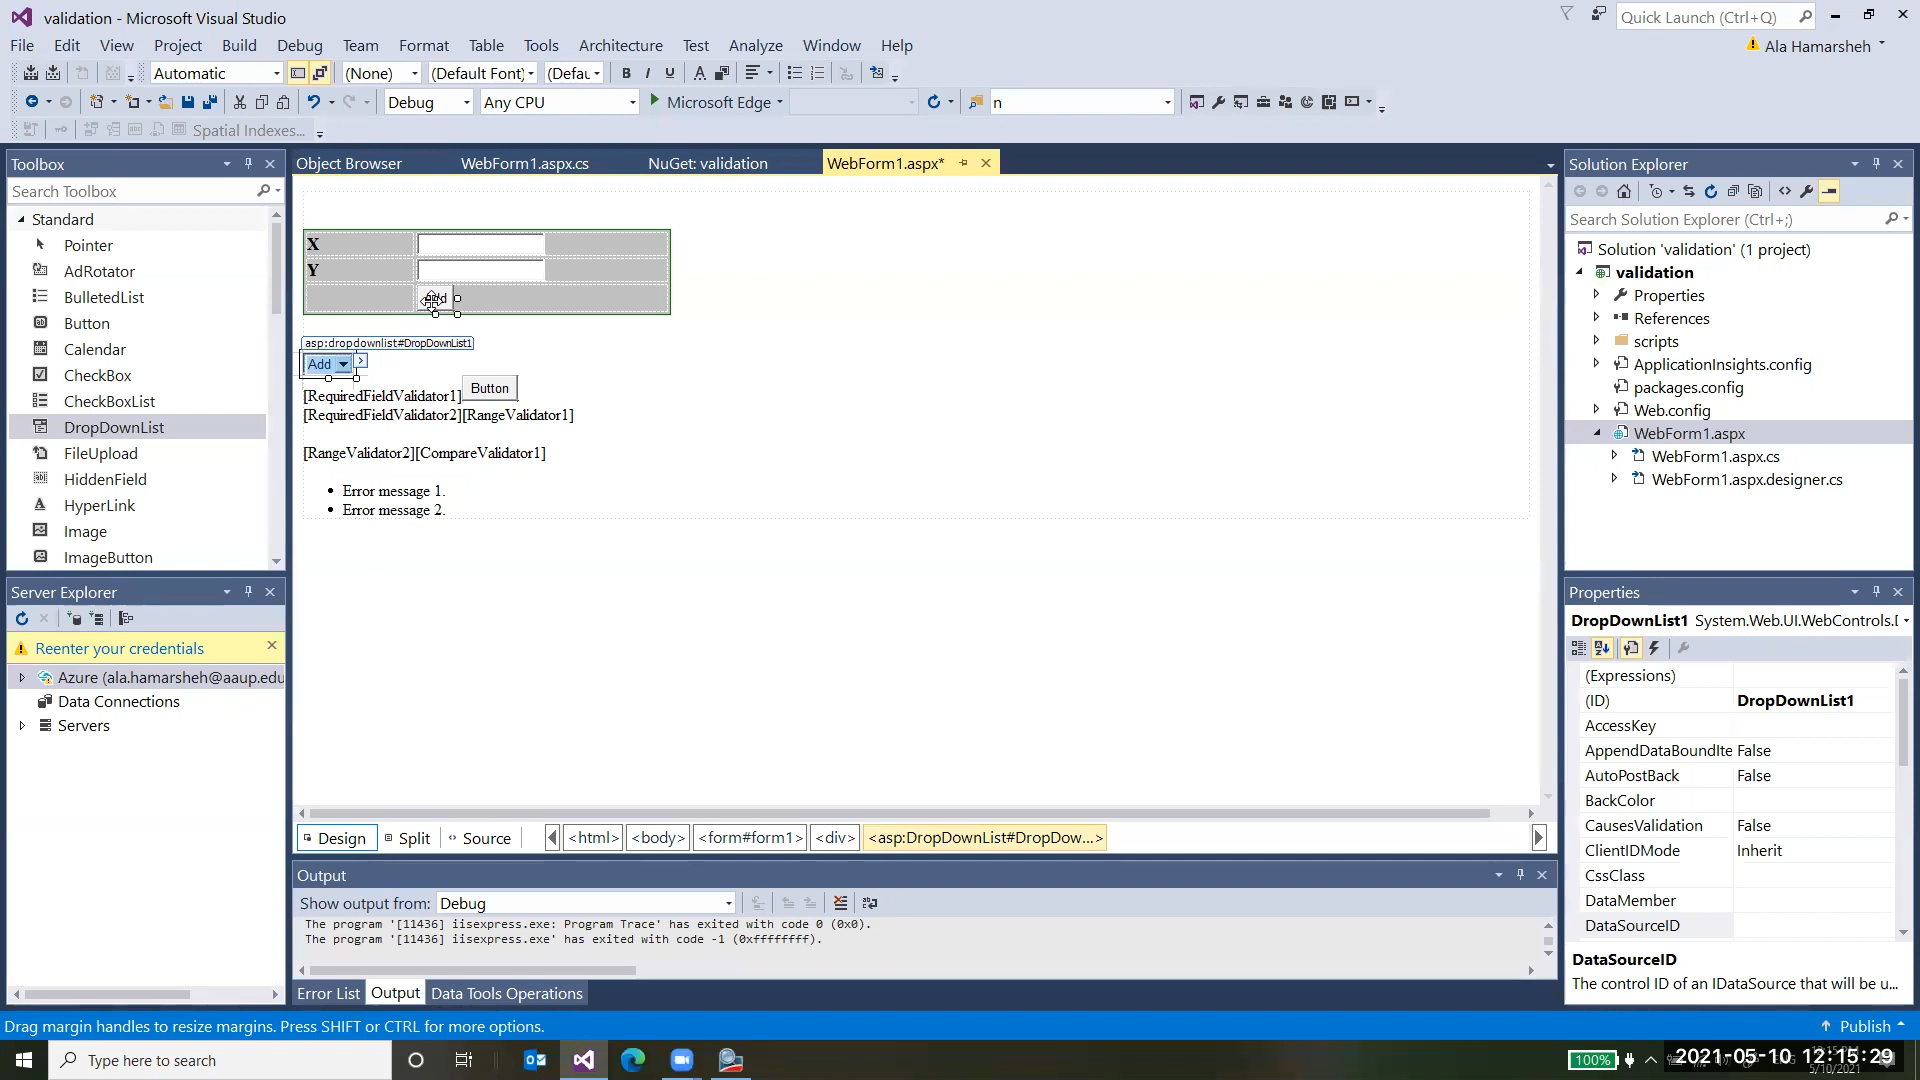 validation - Microsoft Visual Studio
Quick Launch (Ctrl+Q)
File Edit View Project Build Debug Team Format Table Tools Architecture Test Analyze Window Help
Ala Hamarsheh
Automatic (None) (Default Font) (Defau B I U A
Debug Any CPU Microsoft Edge n
Spatial Indexes...
Toolbox
Search Toolbox
Standard
Pointer
AdRotator
BulletedList
Button
Calendar
CheckBox
CheckBoxList
DropDownList
FileUpload
HiddenField
HyperLink
Image
ImageButton
Server Explorer
Reenter your credentials
Azure (ala.hamarsheh@aaup.edu
Data Connections
Servers
Object Browser WebForm1.aspx.cs NuGet: validation WebForm1.aspx*
X
Y
asp:dropdownlist#DropDownList1
Add
[RequiredFieldValidator1] Button
[RequiredFieldValidator2][RangeValidator1]
[RangeValidator2][CompareValidator1]
Error message 1.
Error message 2.
Design Split Source <html> <body> <form#form1> <div> <asp:DropDownList#DropDow...>
Output
Show output from: Debug
The program '[11436] iisexpress.exe: Program Trace' has exited with code 0 (0x0).
The program '[11436] iisexpress.exe' has exited with code -1 (0xffffffff).
Error List Output Data Tools Operations
Solution Explorer
Search Solution Explorer (Ctrl+;)
Solution 'validation' (1 project)
validation
Properties
References
scripts
ApplicationInsights.config
packages.config
Web.config
WebForm1.aspx
WebForm1.aspx.cs
WebForm1.aspx.designer.cs
Properties
DropDownList1 System.Web.UI.WebControls.[
(Expressions)
(ID) DropDownList1
AccessKey
AppendDataBoundIte False
AutoPostBack False
BackColor
CausesValidation False
ClientIDMode Inherit
CssClass
DataMember
DataSourceID
DataSourceID
The control ID of an IDataSource that will be u...
Drag margin handles to resize margins. Press SHIFT or CTRL for more options.
Publish
Type here to search
100%
2021-05-10 12:15:29
5/10/2021